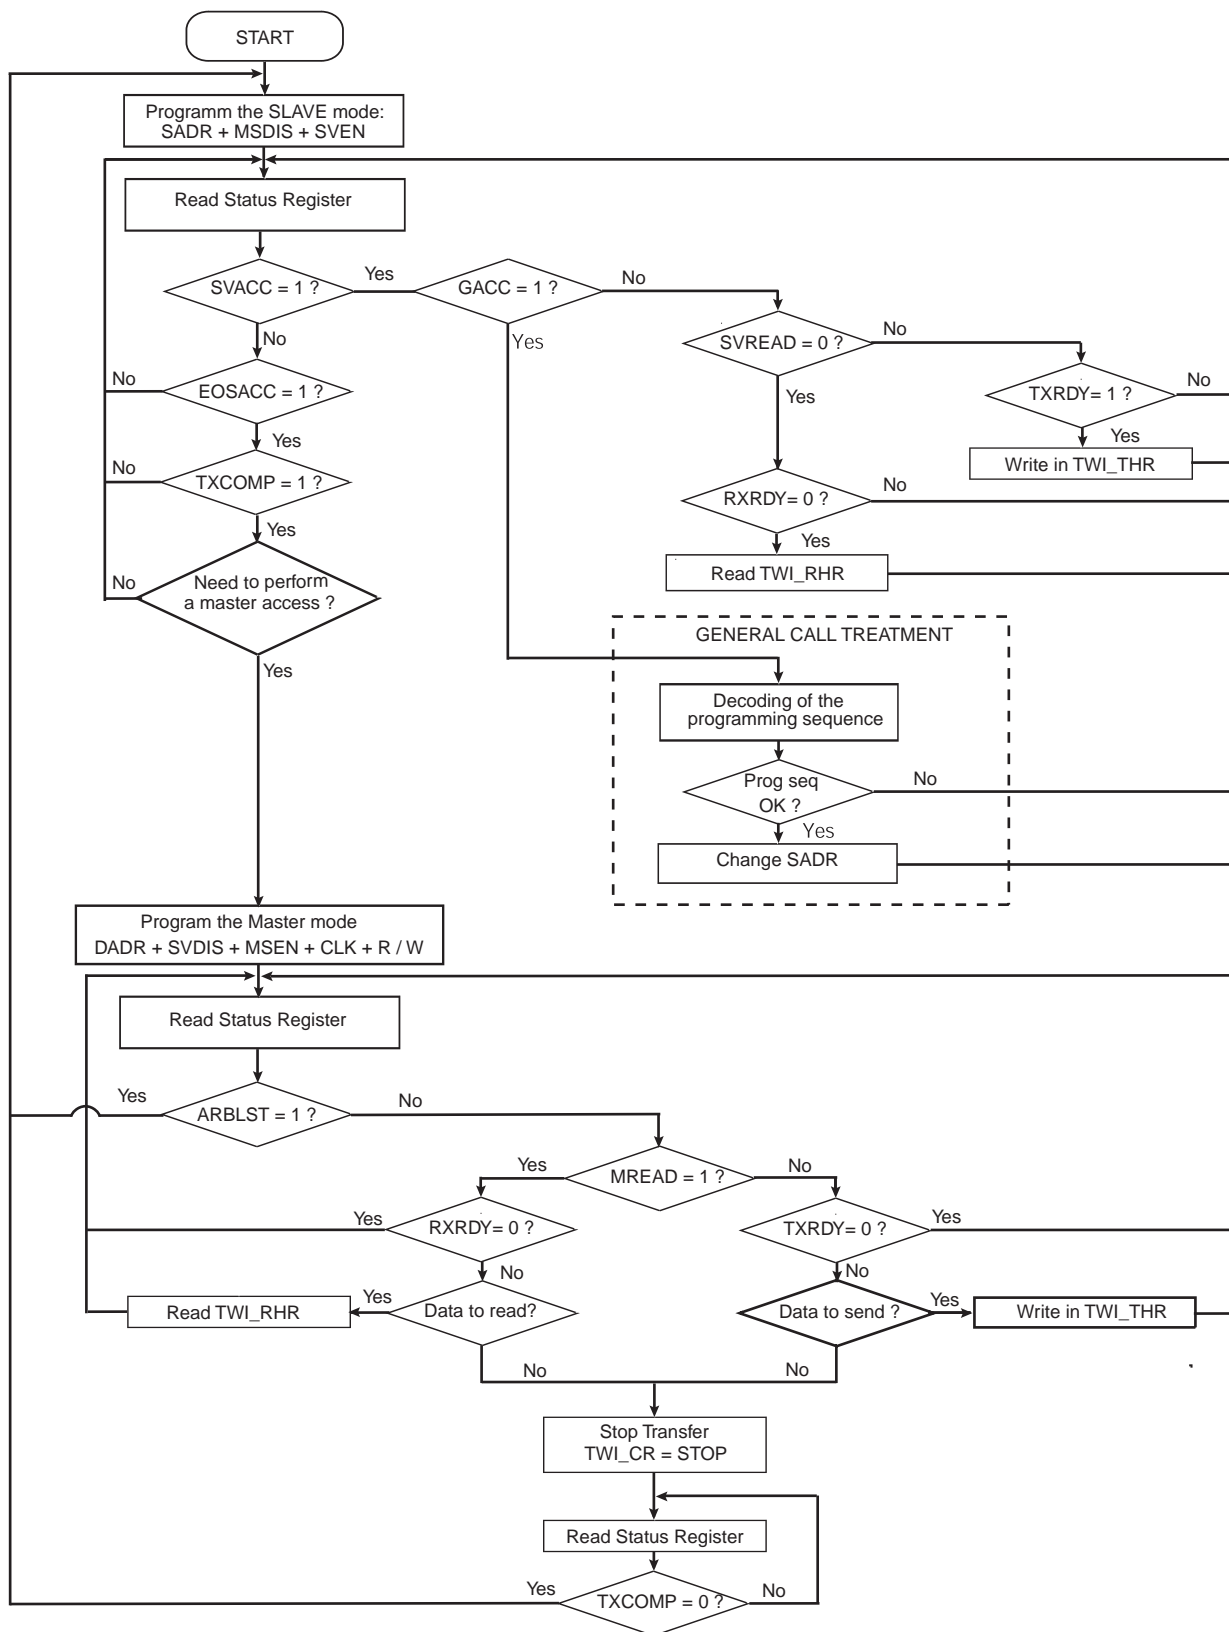 START
Programm the SLAVE mode:
SADR + MSDIS + SVEN
Read Status Register
SVACC = 1 ?
Yes
GACC = 1 ?
No
SVREAD = 0 ?
No
No
Yes
EOSACC = 1 ?
No
TXRDY= 1 ?
No
Yes
Yes
Yes
Write in TWI_THR
TXCOMP = 1 ?
No
RXRDY= 0 ?
No
Yes
Yes
Read TWI_RHR
Need to perform
a master access ?
No
Yes
GENERAL CALL TREATMENT
Decoding of the
programming sequence
Prog seq
OK ?
No
Yes
Change SADR
Program the Master mode
DADR + SVDIS + MSEN + CLK + R / W
Read Status Register
Yes
ARBLST = 1 ?
No
Yes
MREAD = 1 ?
No
Yes
RXRDY= 0 ?
TXRDY= 0 ?
Yes
No
No
Read TWI_RHR
Yes
Data to read?
Data to send ?
Yes
Write in TWI_THR
No
No
Stop Transfer
TWI_CR = STOP
Read Status Register
Yes
TXCOMP = 0 ?
No